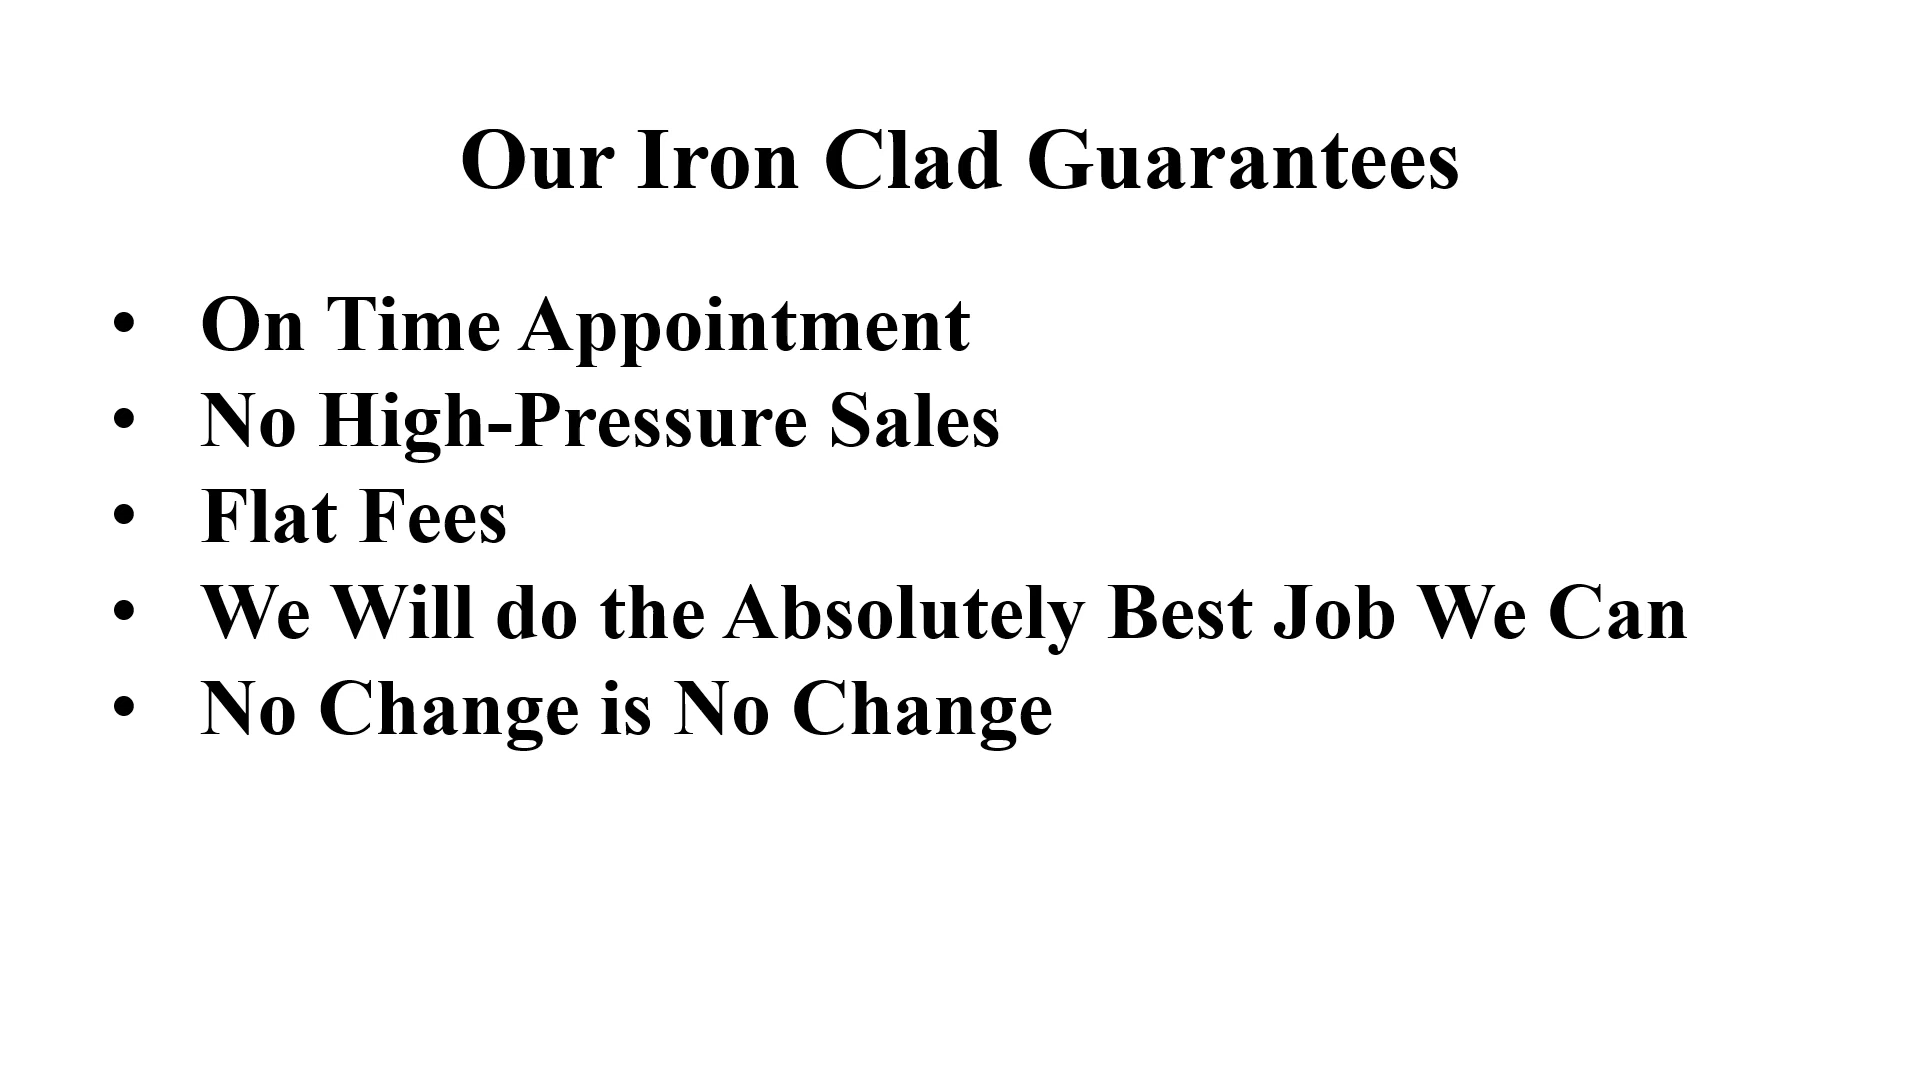 Our Iron Clad Guarantees
• On Time Appointment
• No High-Pressure Sales
• Flat Fees
• We Will do the Absolutely Best Job We Can
• No Change is No Change